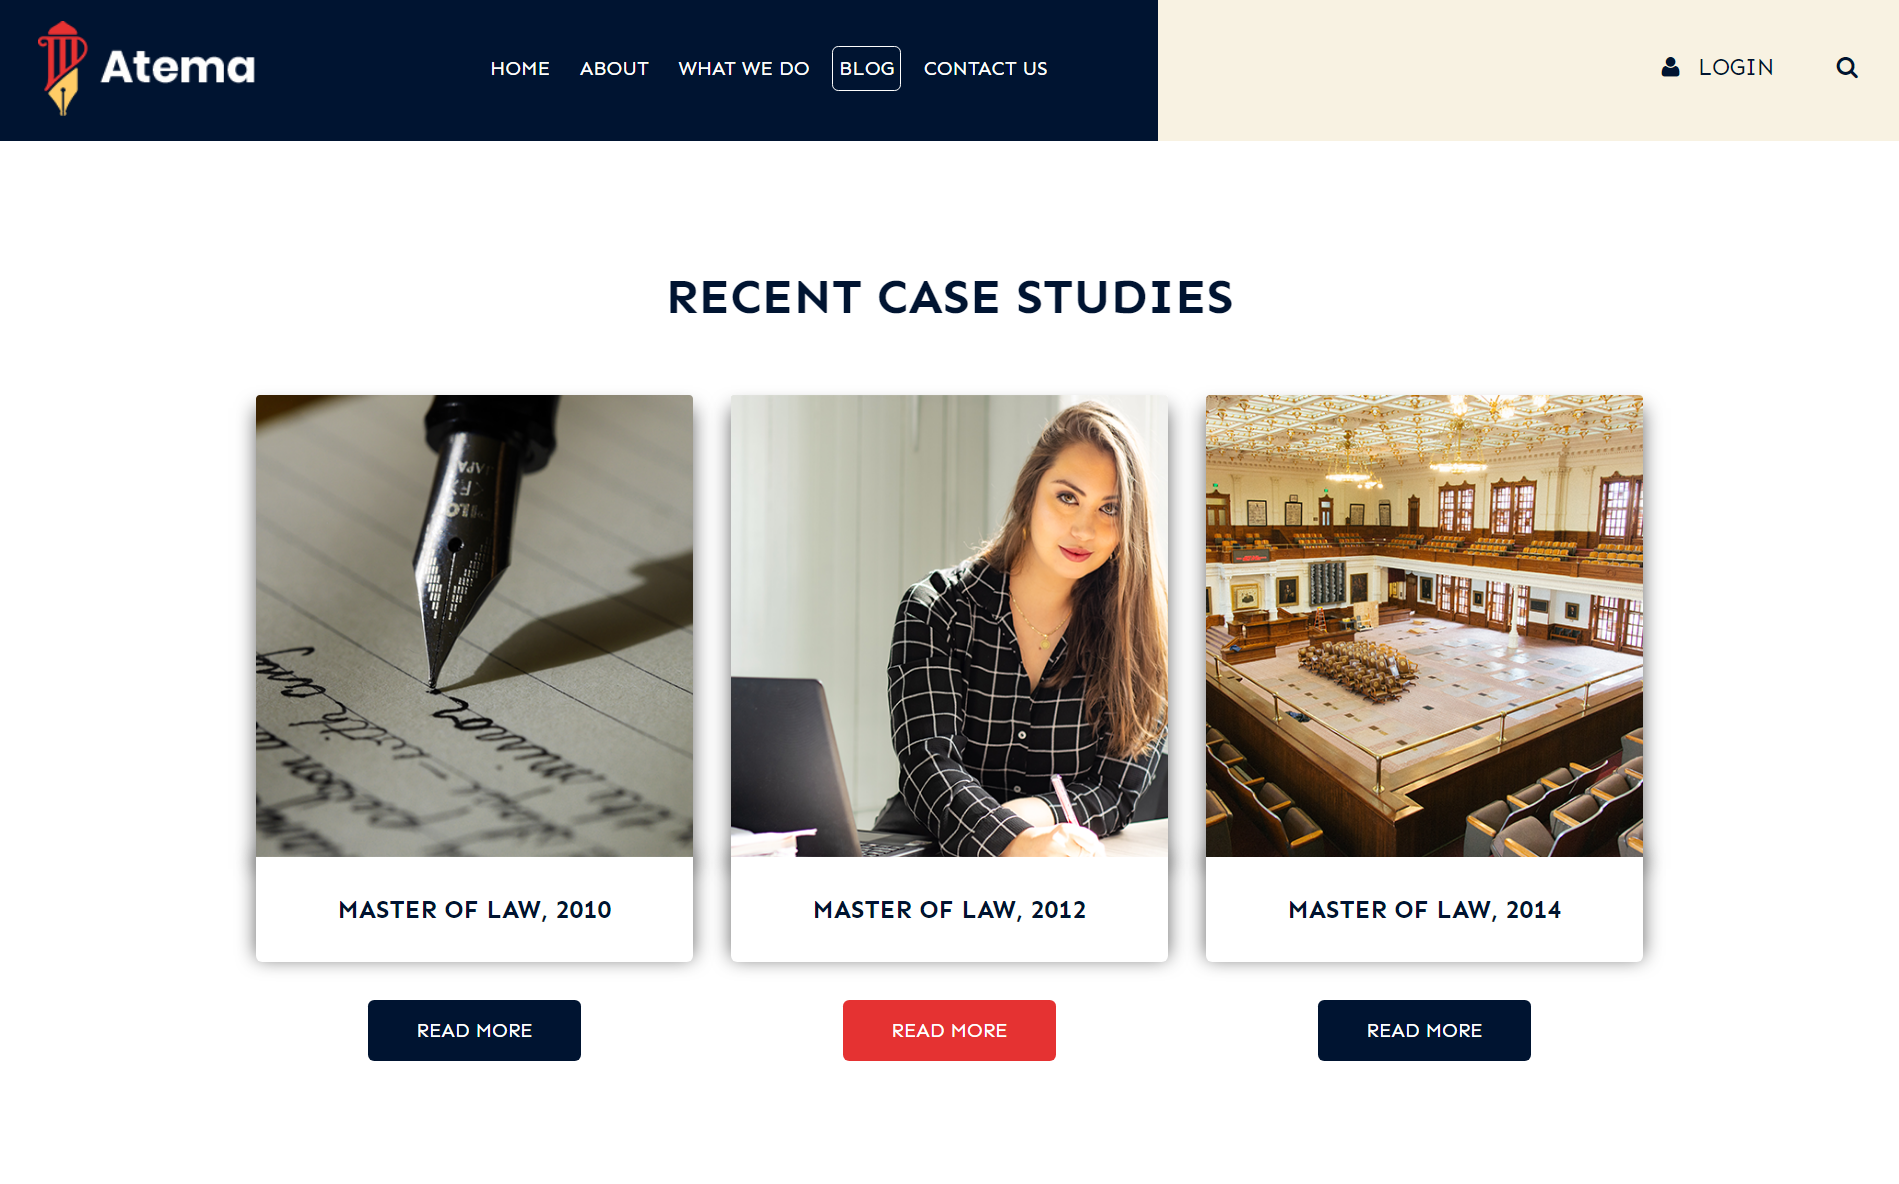 Atema
HOME ABOUT WHAT WE DO BLOG CONTACT US
LOGIN
RECENT CASE STUDIES
JAPAN
MASTER OF LAW, 2010
MASTER OF LAW, 2012
MASTER OF LAW, 2014
READ MORE
READ MORE
READ MORE